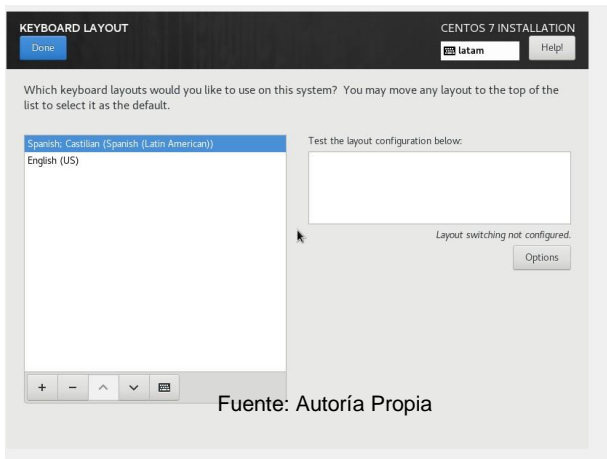 KEYBOARD LAYOUT
CENTOS 7 INSTALLATION
Done
latam
Help!
Which keyboard layouts would you like to use on this system? You may move any layout to the top of the
list to select it as the default.
Spanish; Castilian (Spanish (Latin American))
English (US)
Test the layout configuration below:
Layout switching not configured.
Options
Fuente: Autoría Propia